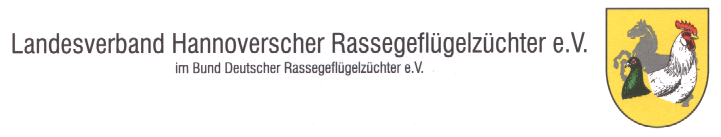 Landesverband Hannoverscher Rassegeflügelzüchter e.V.
im Bund Deutscher Rassegeflügelzüchter e.V.